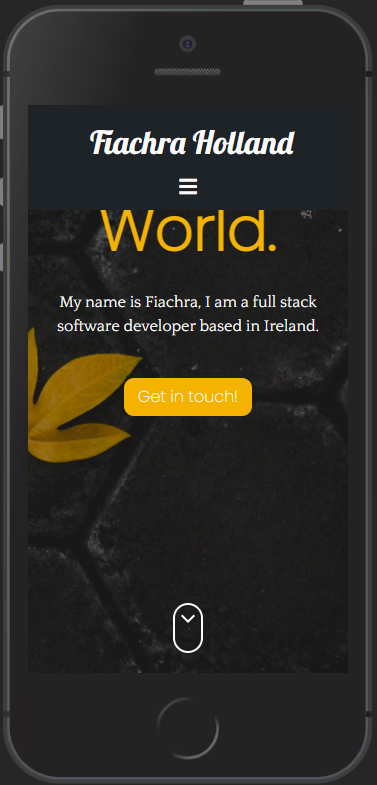 Fiachra Holland
World.
My name is Fiachra, I am a full stack
software developer based in Ireland.
Get in touch!